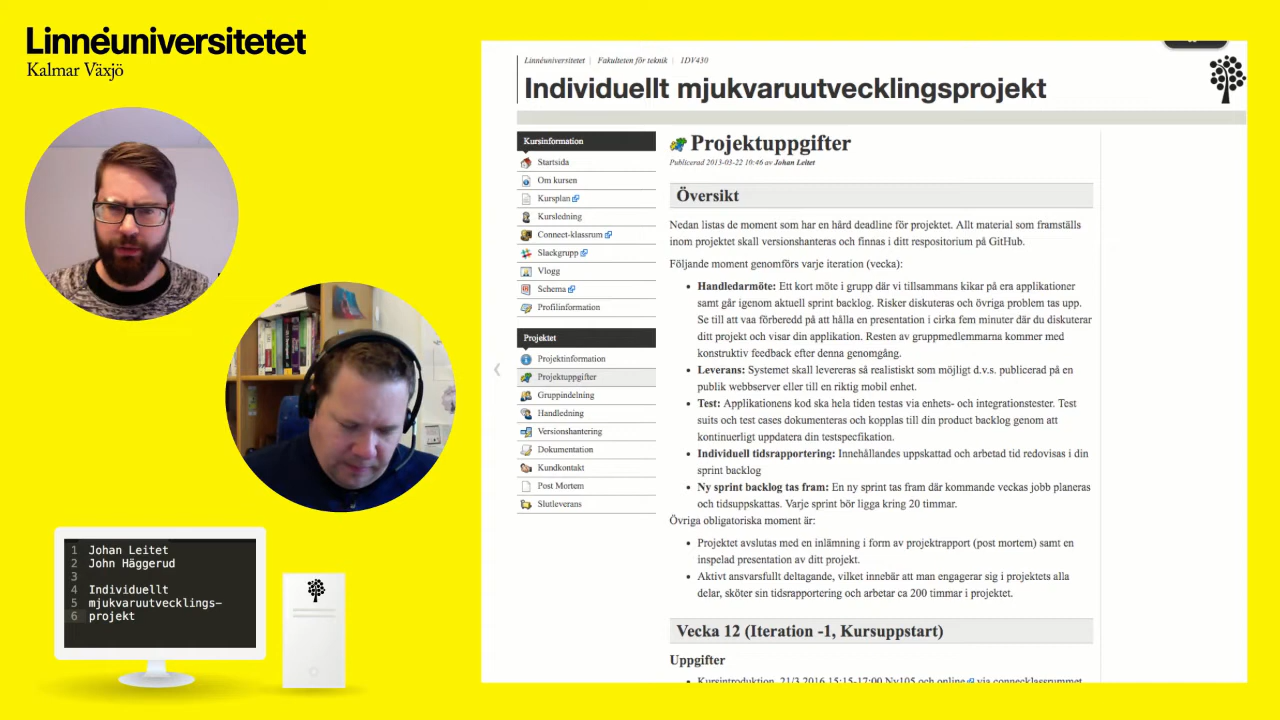 Linnéuniversitetet
Kalmar Växjö
Linnéuniversitetet | Fakulteten för teknik | 1DV430
Individuellt mjukvaruutvecklingsprojekt
Kursinformation
Startsida
Om kursen
Kursplan
Kursledning
Connect-klassrum
Slackgrupp
Vlogg
Schema
Profilinformation
Projektet
Projektinformation
Projektuppgifter
Gruppindelning
Handledning
Versionshantering
Dokumentation
Kundkontakt
Post Mortem
Slutleverans
Projektuppgifter
Publicerad 2013-03-22 10:46 av Johan Leitet
Översikt
Nedan listas de moment som har en hård deadline för projektet. Allt material som framställs
inom projektet skall versionshanteras och finnas i ditt respositorium på GitHub.
Följande moment genomförs varje iteration (vecka):
• Handledarmöte: Ett kort möte i grupp där vi tillsammans kikar på era applikationer
samt går igenom aktuell sprint backlog. Risker diskuteras och övriga problem tas upp.
Se till att vaa förberedd på att hålla en presentation i cirka fem minuter där du diskuterar
ditt projekt och visar din applikation. Resten av gruppmedlemmarna kommer med
konstruktiv feedback efter denna genomgång.
• Leverans: Systemet skall levereras så realistiskt som möjligt d.v.s. publicerad på en
publik webbserver eller till en riktig mobil enhet.
• Test: Applikationens kod ska hela tiden testas via enhets- och integrationstester. Test
suits och test cases dokumenteras och kopplas till din product backlog genom att
kontinuerligt uppdatera din testspecfikation.
• Individuell tidsrapportering: Innehållandes uppskattad och arbetad tid redovisas i din
sprint backlog
• Ny sprint backlog tas fram: En ny sprint tas fram där kommande veckas jobb planeras
och tidsuppskattas. Varje sprint bör ligga kring 20 timmar.
Övriga obligatoriska moment är:
• Projektet avslutas med en inlämning i form av projektrapport (post mortem) samt en
inspelad presentation av ditt projekt.
• Aktivt ansvarsfullt deltagande, vilket innebär att man engagerar sig i projektets alla
delar, sköter sin tidsrapportering och arbetar ca 200 timmar i projektet.
Vecka 12 (Iteration -1, Kursuppstart)
Uppgifter
• Kursintroduktion, 21/3 2016 15:15-17:00 Ny105 och online via connecklassrummet
1 Johan Leitet
2 John Häggerud
3
4 Individuellt
5 mjukvaruutvecklings-
6 projekt